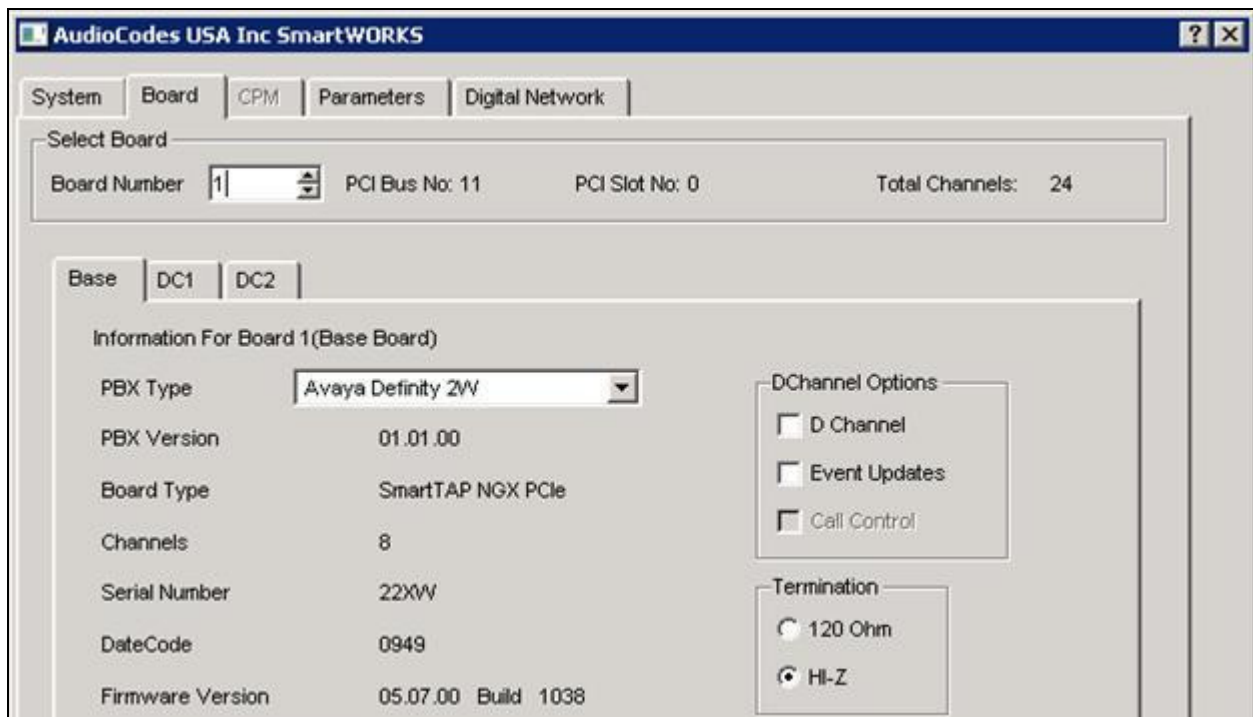 AudioCodes USA Inc SmartWORKS
System Board CPM Parameters Digital Network
Select Board
Board Number 1 PCI Bus No: 11 PCI Slot No: 0 Total Channels: 24
Base DC1 DC2
Information For Board 1(Base Board)
PBX Type Avaya Definity 2W
PBX Version 01.01.00
Board Type SmartTAP NGX PCIe
Channels 8
Serial Number 22XW
DateCode 0949
Firmware Version 05.07.00 Build 1038
DChannel Options
D Channel
Event Updates
Call Control
Termination
120 Ohm
HI-Z